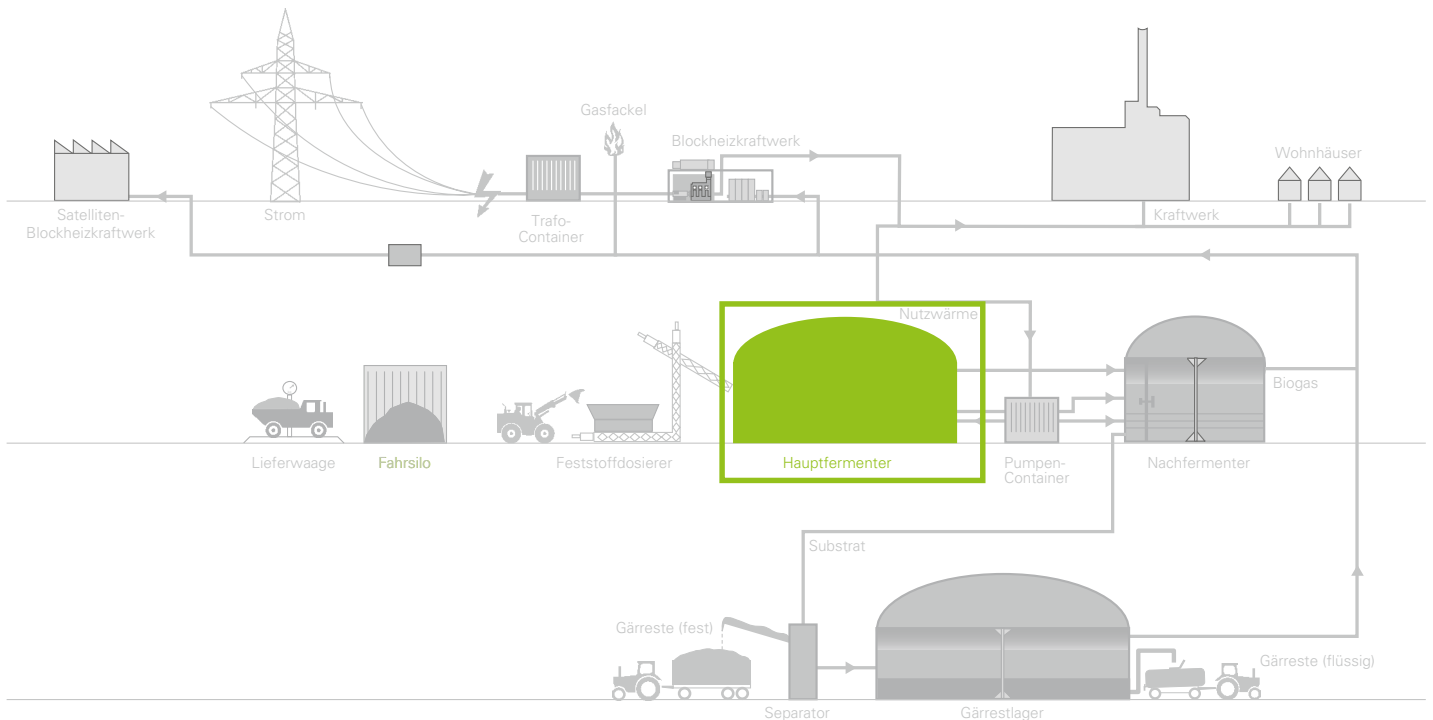 Gasfackel
Blockheizkraftwerk
Wohnhäuser
Satelliten-
Blockheizkraftwerk
Strom
Trafo-
Container
Kraftwerk
Nutzwärme
Biogas
Lieferwaage
Fahrsilo
Feststoffdosierer
Hauptfermenter
Pumpen-
Container
Nachfermenter
Substrat
Gärreste (fest)
Gärreste (flüssig)
Separator
Gärrestlager